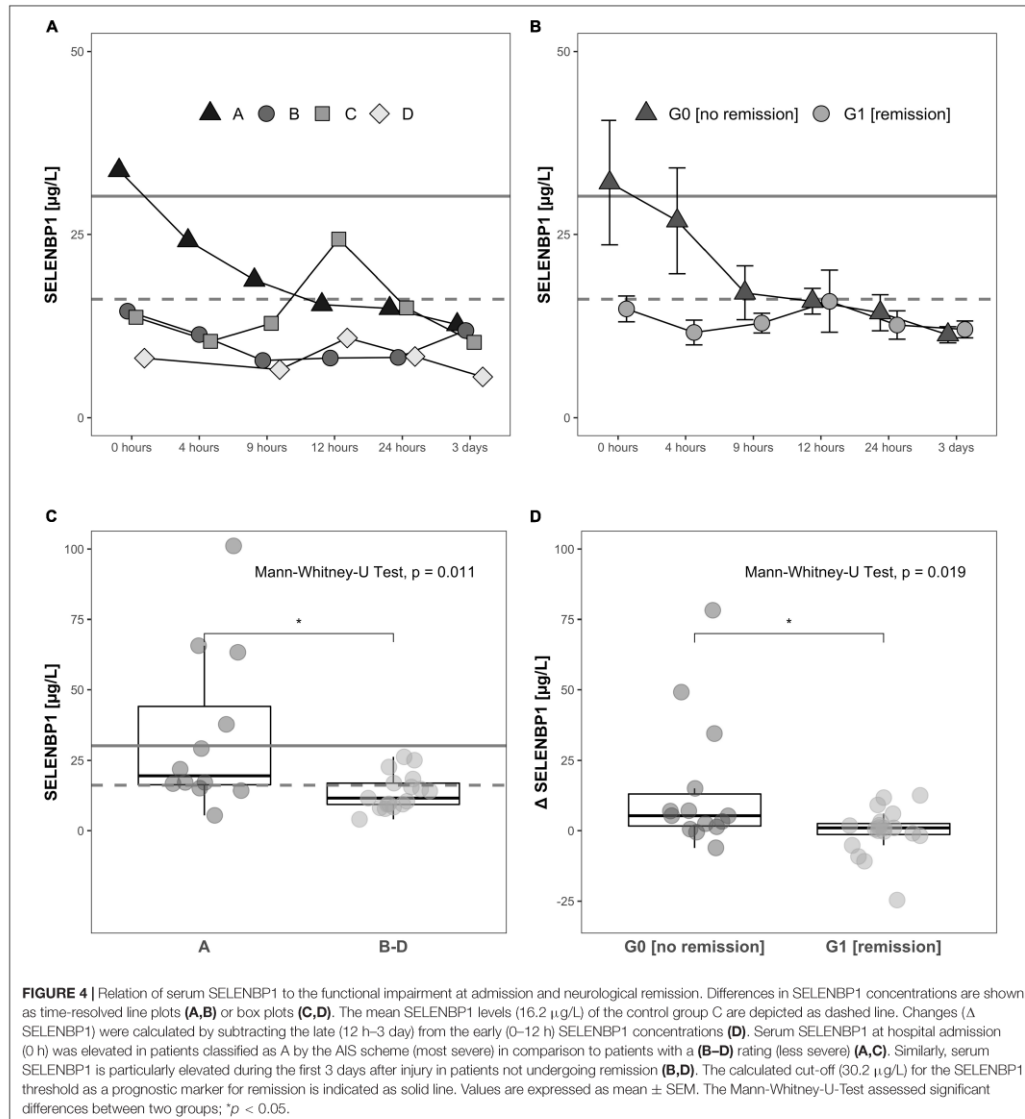 A
B
50
25
0
SELENBP1 [µg/L]
A B C D
0 hours 4 hours 9 hours 12 hours 24 hours 3 days
50
25
0
SELENBP1 [µg/L]
G0 [no remission] G1 [remission]
0 hours 4 hours 9 hours 12 hours 24 hours 3 days
C
D
100
75
50
25
0
SELENBP1 [µg/L]
Mann-Whitney-U Test, p = 0.011
*
A B-D
100
75
50
25
0
-25
Δ SELENBP1 [µg/L]
Mann-Whitney-U Test, p = 0.019
*
G0 [no remission] G1 [remission]
FIGURE 4 | Relation of serum SELENBP1 to the functional impairment at admission and neurological remission. Differences in SELENBP1 concentrations are shown
as time-resolved line plots (A,B) or box plots (C,D). The mean SELENBP1 levels (16.2 µg/L) of the control group C are depicted as dashed line. Changes (Δ
SELENBP1) were calculated by subtracting the late (12 h–3 day) from the early (0–12 h) SELENBP1 concentrations (D). Serum SELENBP1 at hospital admission
(0 h) was elevated in patients classified as A by the AIS scheme (most severe) in comparison to patients with a (B–D) rating (less severe) (A,C). Similarly, serum
SELENBP1 is particularly elevated during the first 3 days after injury in patients not undergoing remission (B,D). The calculated cut-off (30.2 µg/L) for the SELENBP1
threshold as a prognostic marker for remission is indicated as solid line. Values are expressed as mean ± SEM. The Mann-Whitney-U-Test assessed significant
differences between two groups; *p < 0.05.